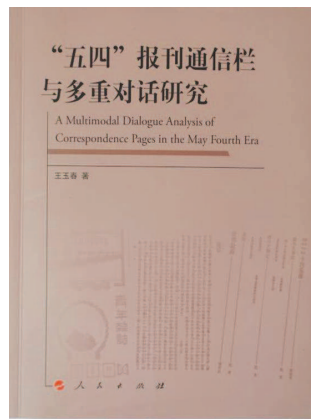 “五四”报刊通信栏
与多重对话研究
A Multimodal Dialogue Analysis of
Correspondence Pages in the May Fourth Era
王玉春 著
人民出版社